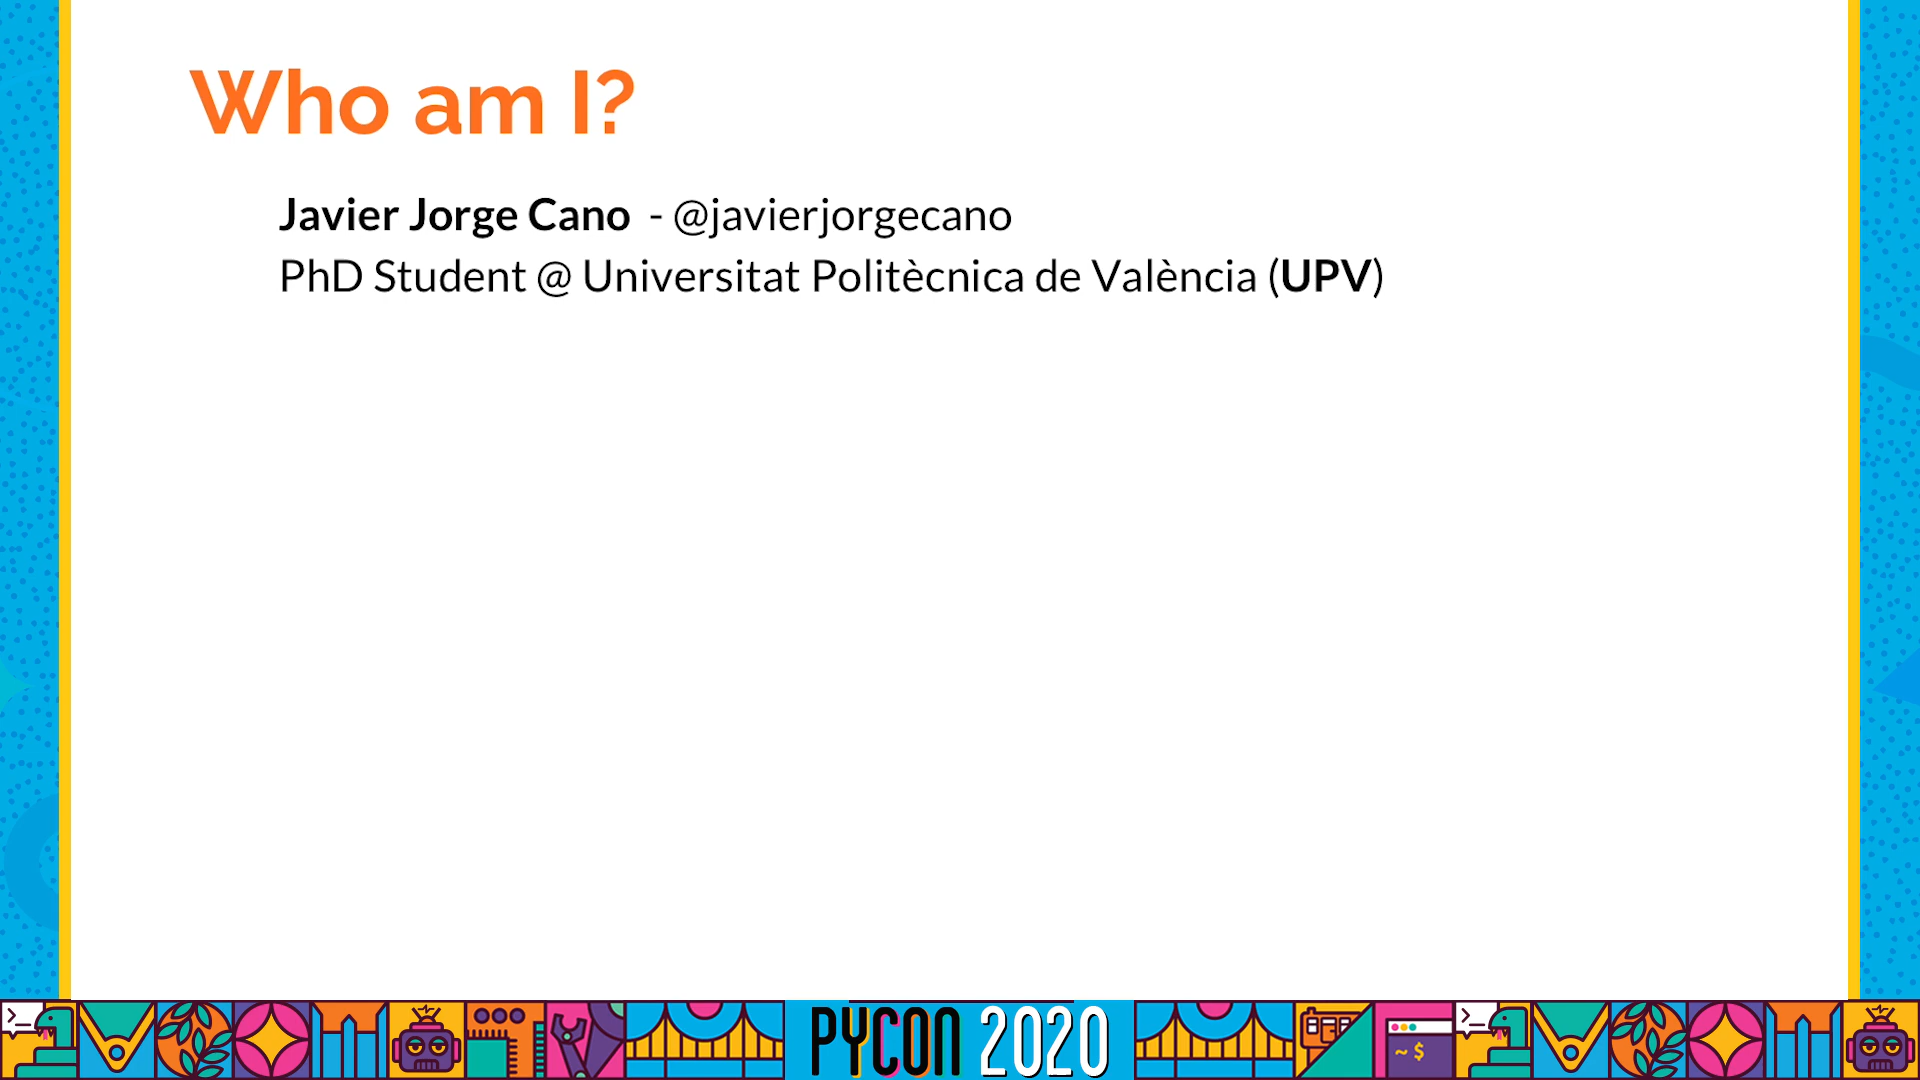 Who am I?
Javier Jorge Cano - @javierjorgecano
PhD Student @ Universitat Politècnica de València (UPV)
PYCON 2020
~ $